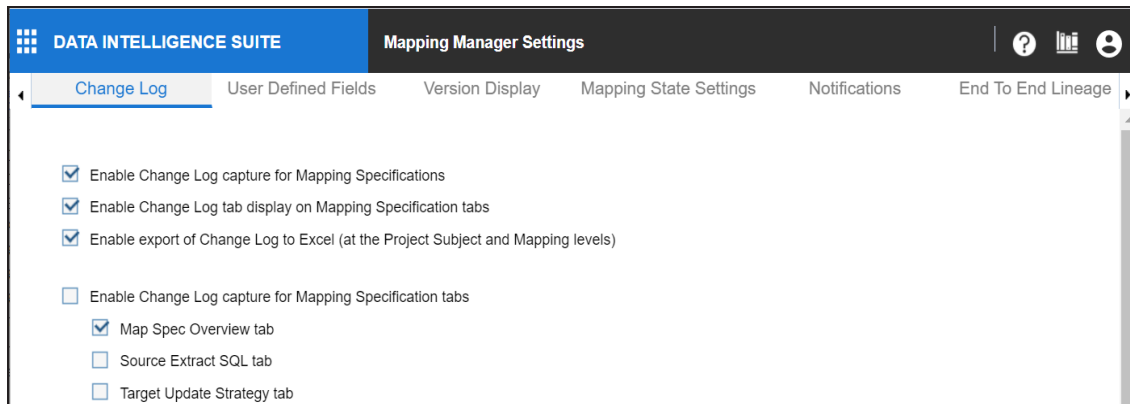 DATA INTELLIGENCE SUITE Mapping Manager Settings
Change Log User Defined Fields Version Display Mapping State Settings Notifications End To End Lineage
Enable Change Log capture for Mapping Specifications
Enable Change Log tab display on Mapping Specification tabs
Enable export of Change Log to Excel (at the Project Subject and Mapping levels)
Enable Change Log capture for Mapping Specification tabs
Map Spec Overview tab
Source Extract SQL tab
Target Update Strategy tab